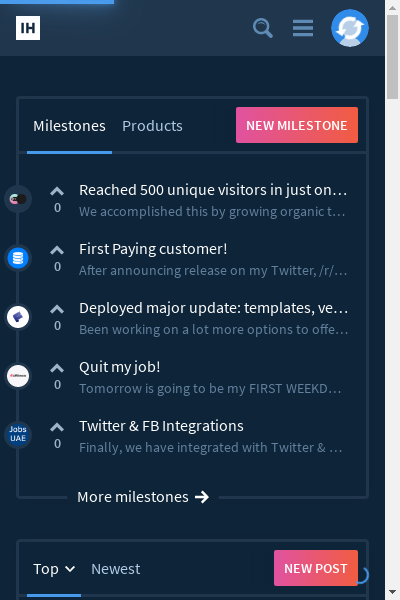 IH
Milestones Products NEW MILESTONE
Reached 500 unique visitors in just on…
0
We accomplished this by growing organic t…
First Paying customer!
0
After announcing release on my Twitter, /r/…
Deployed major update: templates, ve…
0
Been working on a lot more options to offe…
Quit my job!
0
Tomorrow is going to be my FIRST WEEKD…
Jobs
UAE
Twitter & FB Integrations
0
Finally, we have integrated with Twitter & …
More milestones
Top Newest NEW POST